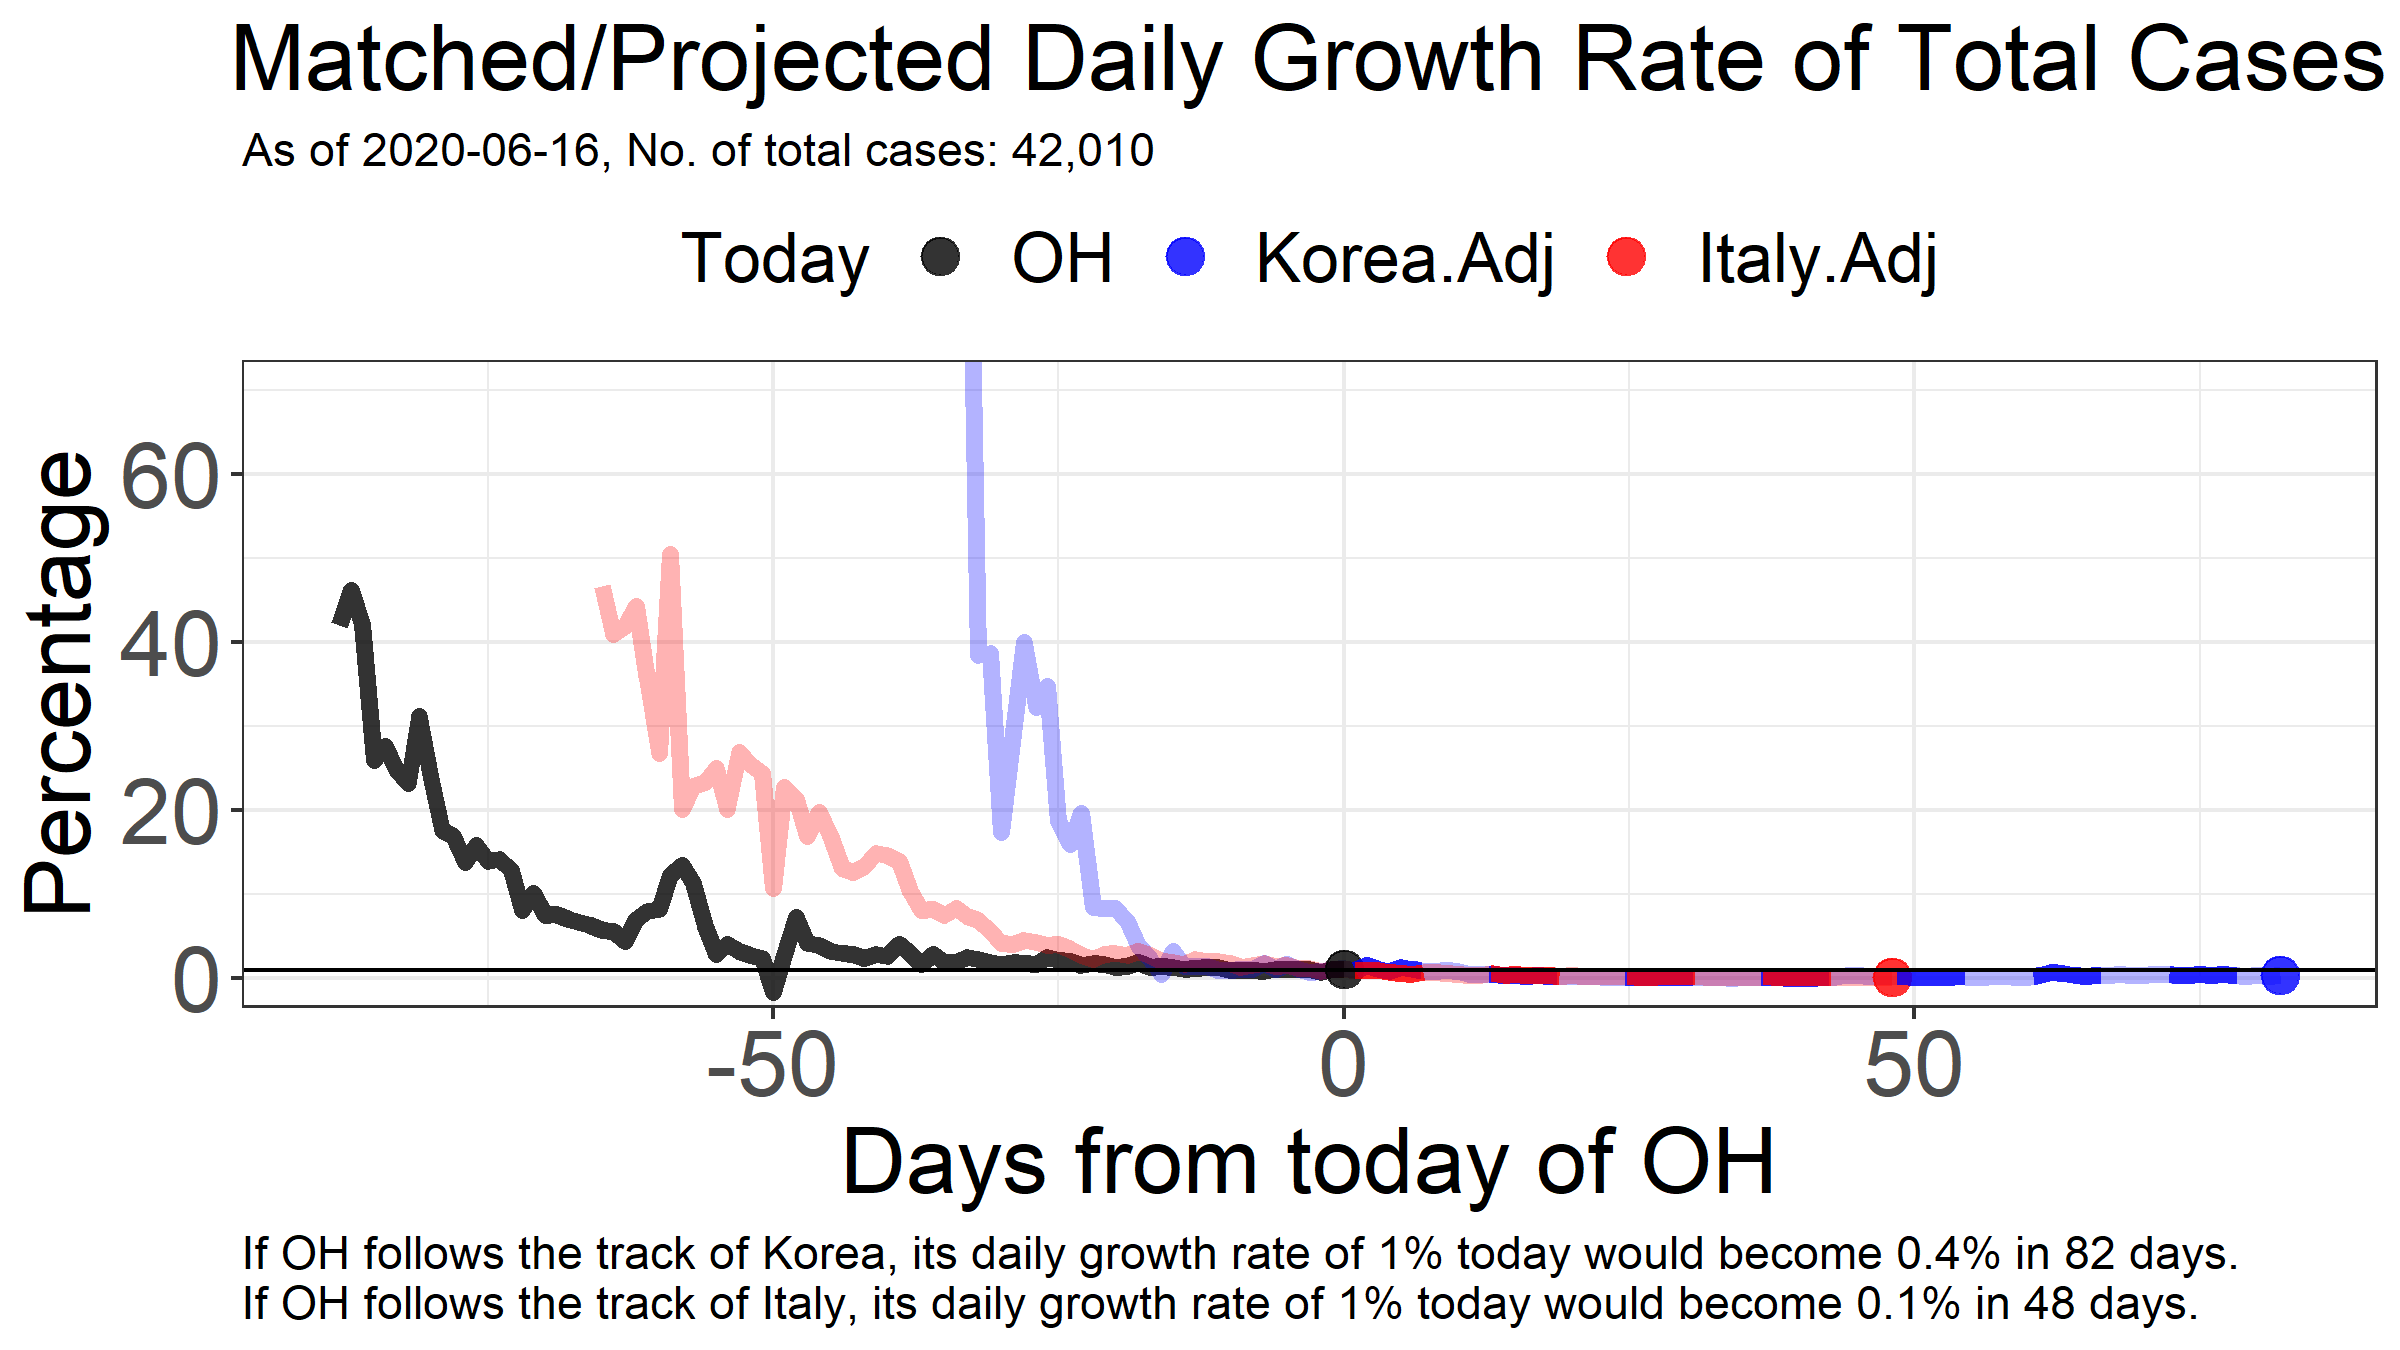 Matched/Projected Daily Growth Rate of Total Cases
As of 2020-06-16, No. of total cases: 42,010
Today OH Korea.Adj Italy.Adj
Percentage
60
40
20
0
-50 0 50
Days from today of OH
If OH follows the track of Korea, its daily growth rate of 1% today would become 0.4% in 82 days.
If OH follows the track of Italy, its daily growth rate of 1% today would become 0.1% in 48 days.